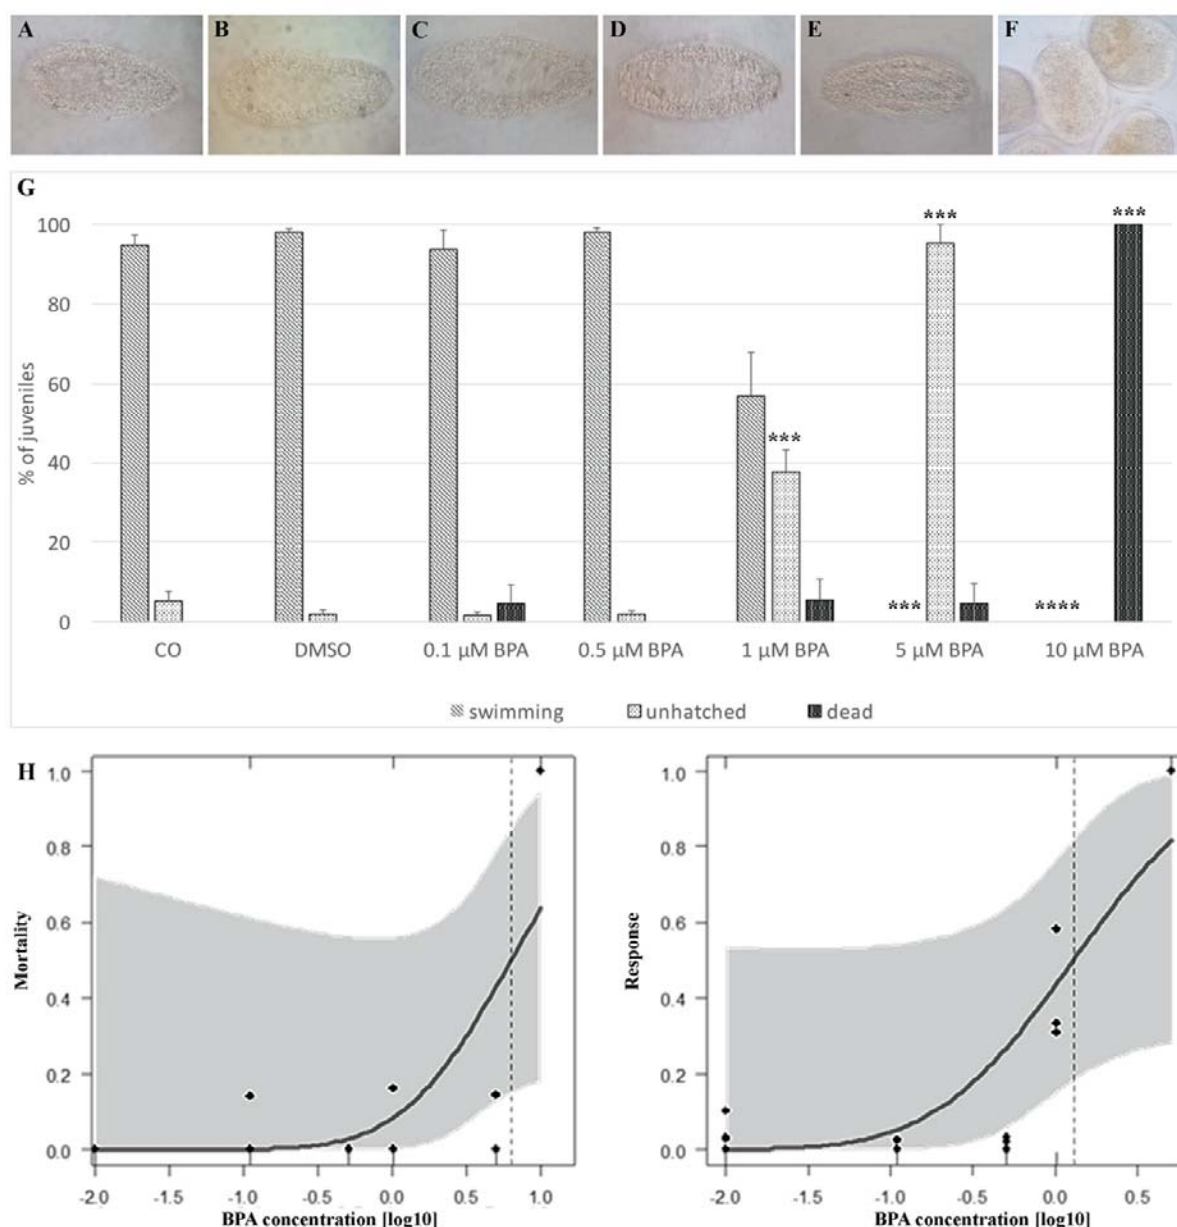 A B C D E F
G
100
80
60
40
20
0
% of juveniles
*** *** *** *** ****
CO DMSO 0.1 µM BPA 0.5 µM BPA 1 µM BPA 5 µM BPA 10 µM BPA
swimming unhatched dead
H
1.0
0.8
0.6
0.4
0.2
0.0
Mortality
-2.0 -1.5 -1.0 -0.5 0.0 0.5 1.0
BPA concentration [log10]
1.0
0.8
0.6
0.4
0.2
0.0
Response
-2.0 -1.5 -1.0 -0.5 0.0 0.5
BPA concentration [log10]